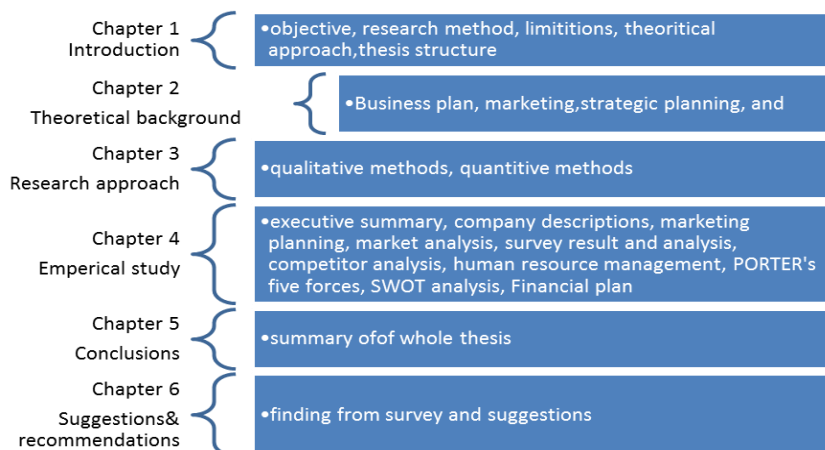 Chapter 1
Introduction
•objective, research method, limititions, theoritical
approach,thesis structure
Chapter 2
Theoretical background
•Business plan, marketing,strategic planning, and
Chapter 3
Research approach
•qualitative methods, quantitive methods
Chapter 4
Emperical study
•executive summary, company descriptions, marketing
planning, market analysis, survey result and analysis,
competitor analysis, human resource management, PORTER's
five forces, SWOT analysis, Financial plan
Chapter 5
Conclusions
•summary ofof whole thesis
Chapter 6
Suggestions&
recommendations
•finding from survey and suggestions